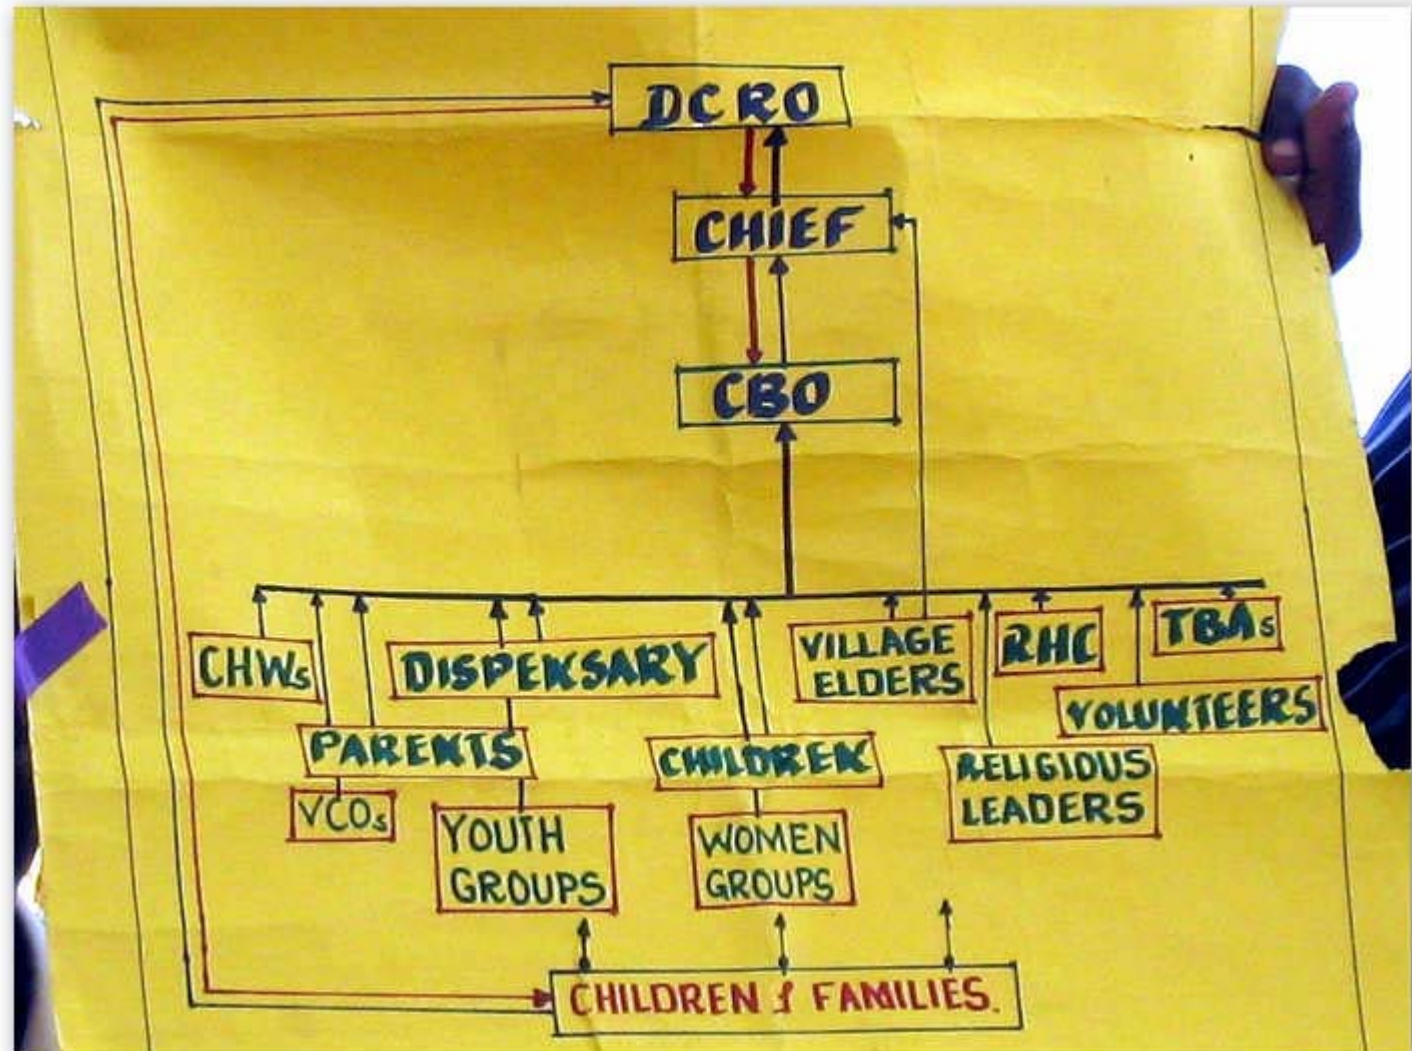 DCRO
CHIEF
CBO
CHWs
DISPENSARY
VILLAGE
ELDERS
RHC
TBAs
VOLUNTEERS
PARENTS
CHILDREN
RELIGIOUS
LEADERS
VCOs
YOUTH
GROUPS
WOMEN
GROUPS
CHILDREN & FAMILIES.